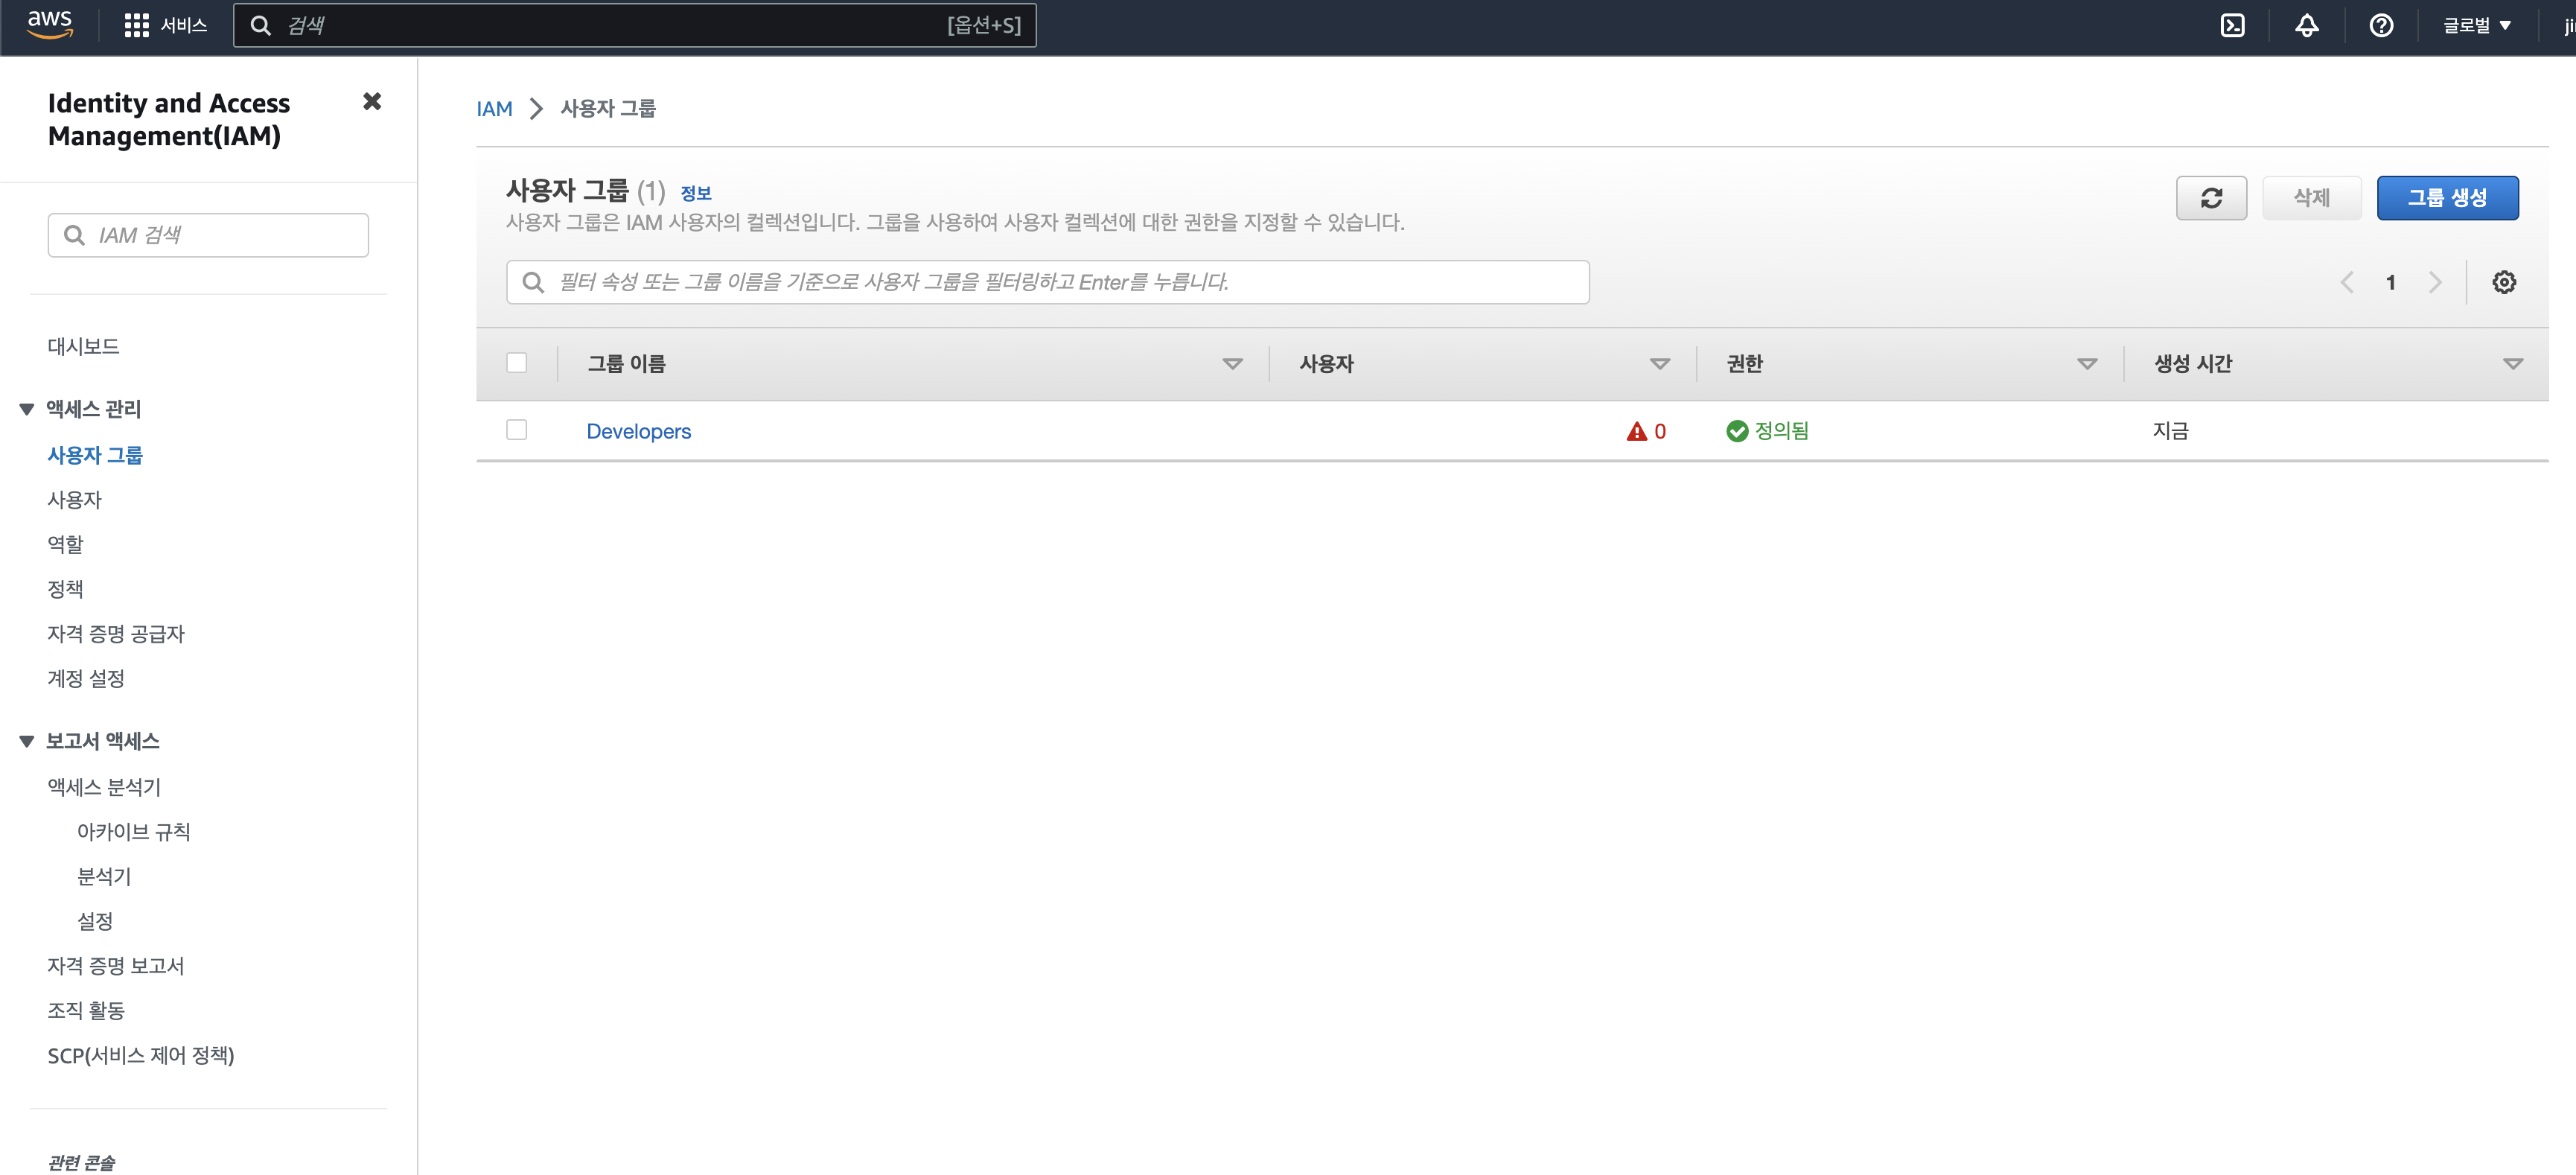 aws
서비스
검색
[옵션+S]
글로벌
Identity and Access
Management(IAM)
IAM 검색
대시보드
액세스 관리
사용자 그룹
사용자
역할
정책
자격 증명 공급자
계정 설정
보고서 액세스
액세스 분석기
아카이브 규칙
분석기
설정
자격 증명 보고서
조직 활동
SCP(서비스 제어 정책)
관련 콘솔
IAM 사용자 그룹
사용자 그룹 (1) 정보
사용자 그룹은 IAM 사용자의 컬렉션입니다. 그룹을 사용하여 사용자 컬렉션에 대한 권한을 지정할 수 있습니다.
삭제
그룹 생성
필터 속성 또는 그룹 이름을 기준으로 사용자 그룹을 필터링하고 Enter를 누릅니다.
1
그룹 이름 사용자 권한 생성 시간
Developers 0 정의됨 지금